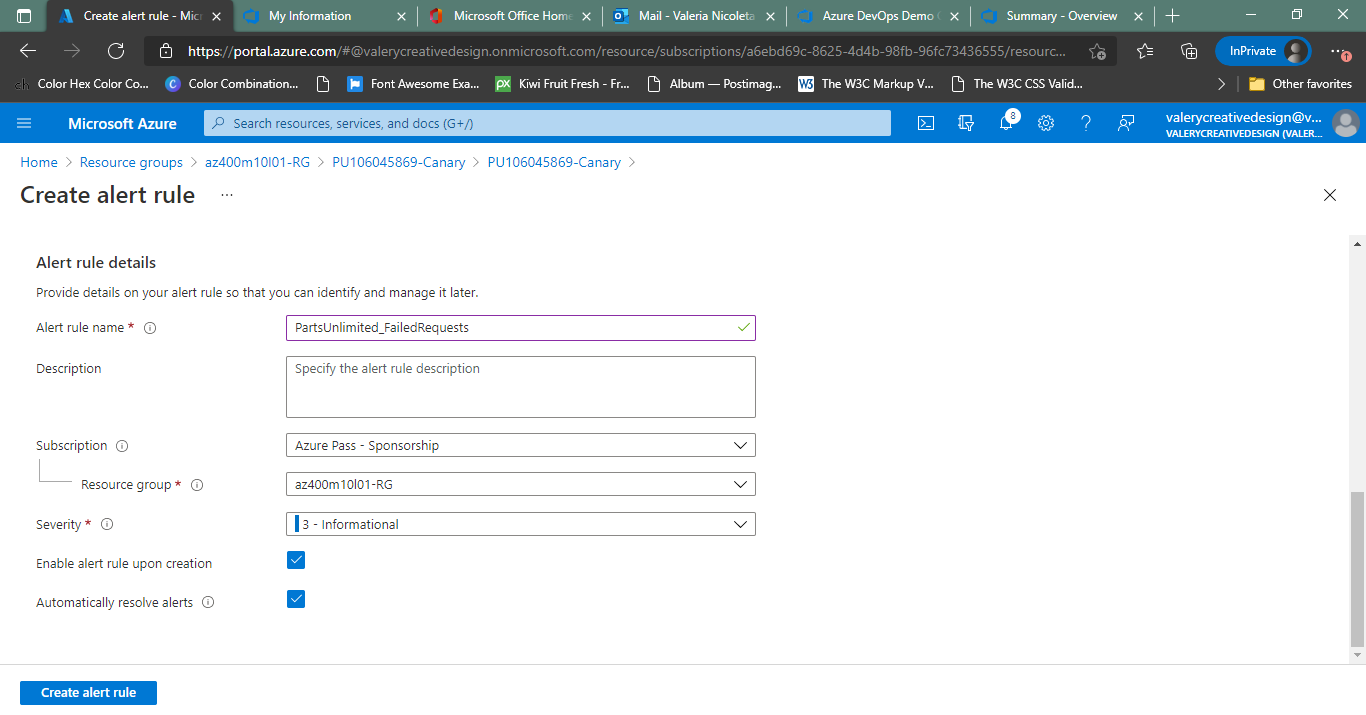 Create alert rule - Micr
My Information
Microsoft Office Home
Mail - Valeria Nicoleta
Azure DevOps Demo
Summary - Overview
https://portal.azure.com/#@valerycreativedesign.onmicrosoft.com/resource/subscriptions/a6ebd69c-8625-4d4b-98fb-96fc73436555/resourc...
InPrivate
1
Color Hex Color Co...
Color Combination...
Font Awesome Exa...
px
Kiwi Fruit Fresh - Fr...
Album — Postimag...
W3
The W3C Markup V...
The W3C CSS Valid...
Other favorites
Microsoft Azure
Search resources, services, and docs (G+/)
8
valerycreativedesign@v...
VALERYCREATIVEDESIGN (VALER...
Home > Resource groups > az400m10l01-RG > PU106045869-Canary > PU106045869-Canary >
Create alert rule ...
Alert rule details
Provide details on your alert rule so that you can identify and manage it later.
Alert rule name *
PartsUnlimited_FailedRequests
Description
Specify the alert rule description
Subscription
Azure Pass - Sponsorship
Resource group *
az400m10l01-RG
Severity *
3 - Informational
Enable alert rule upon creation
Automatically resolve alerts
Create alert rule